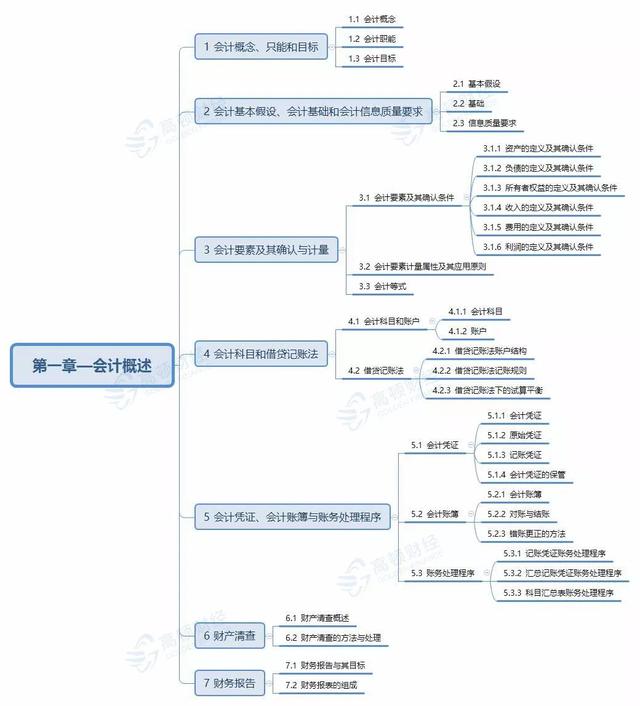 第一章—会计概述
1 会计概念、只能和目标
1.1 会计概念
1.2 会计职能
1.3 会计目标
2 会计基本假设、会计基础和会计信息质量要求
2.1 基本假设
2.2 基础
2.3 信息质量要求
3 会计要素及其确认与计量
3.1 会计要素及其确认条件
3.1.1 资产的定义及其确认条件
3.1.2 负债的定义及其确认条件
3.1.3 所有者权益的定义及其确认条件
3.1.4 收入的定义及其确认条件
3.1.5 费用的定义及其确认条件
3.1.6 利润的定义及其确认条件
3.2 会计要素计量属性及其应用原则
3.3 会计等式
4 会计科目和借贷记账法
4.1 会计科目和账户
4.1.1 会计科目
4.1.2 账户
4.2 借贷记账法
4.2.1 借贷记账法账户结构
4.2.2 借贷记账法记账规则
4.2.3 借贷记账法下的试算平衡
5 会计凭证、会计账簿与账务处理程序
5.1 会计凭证
5.1.1 会计凭证
5.1.2 原始凭证
5.1.3 记账凭证
5.1.4 会计凭证的保管
5.2 会计账簿
5.2.1 会计账簿
5.2.2 对账与结账
5.2.3 错账更正的方法
5.3 账务处理程序
5.3.1 记账凭证账务处理程序
5.3.2 汇总记账凭证账务处理程序
5.3.3 科目汇总表账务处理程序
6 财产清查
6.1 财产清查概述
6.2 财产清查的方法与处理
7 财务报告
7.1 财务报告与其目标
7.2 财务报表的组成
高顿财经